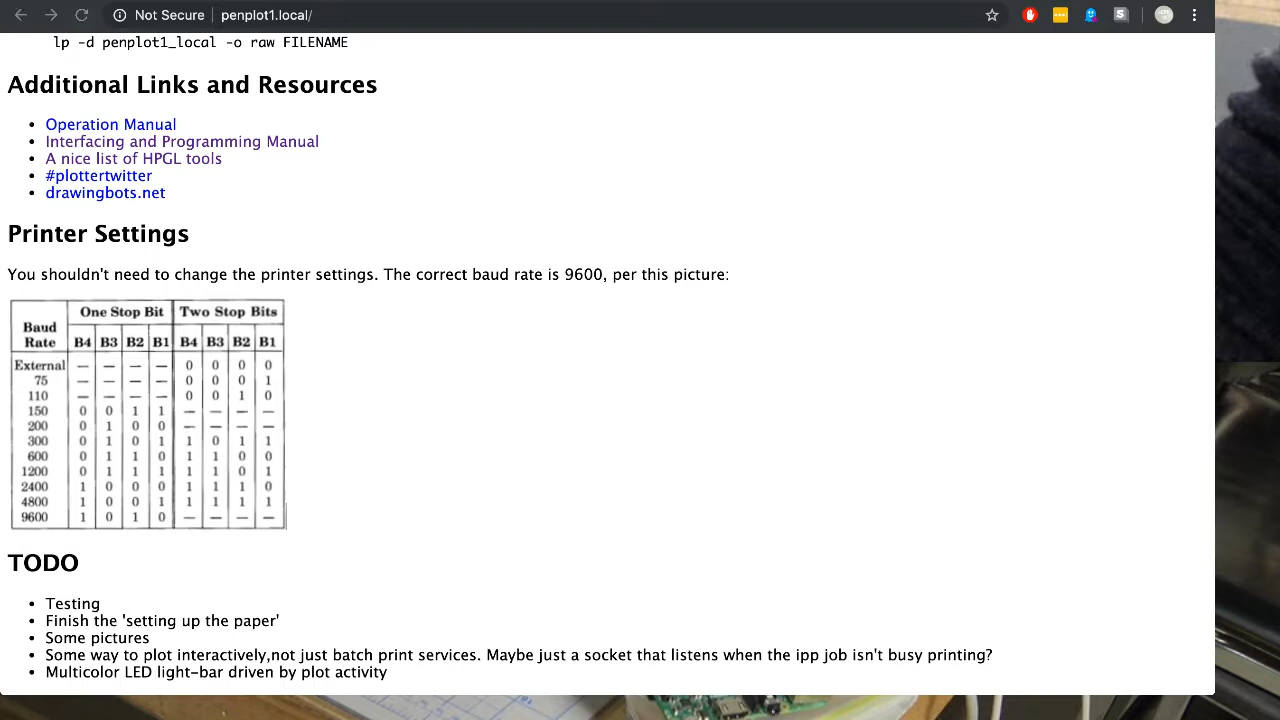 Not Secure | penplot1.local/
lp -d penplot1_local -o raw FILENAME
Additional Links and Resources
• Operation Manual
• Interfacing and Programming Manual
• A nice list of HPGL tools
• #plottertwitter
• drawingbots.net
Printer Settings
You shouldn't need to change the printer settings. The correct baud rate is 9600, per this picture:
Baud Rate One Stop Bit Two Stop Bits
B4 B3 B2 B1 B4 B3 B2 B1
External — — — — 0 0 0 0
75 — — — — 0 0 0 1
110 — — — — 0 0 1 0
150 0 0 1 1 — — — —
200 0 1 0 0 — — — —
300 0 1 0 1 1 0 1 1
600 0 1 1 0 1 1 0 0
1200 0 1 1 1 1 1 0 1
2400 1 0 0 0 1 1 1 0
4800 1 0 0 1 1 1 1 1
9600 1 0 1 0 — — — —
TODO
• Testing
• Finish the 'setting up the paper'
• Some pictures
• Some way to plot interactively,not just batch print services. Maybe just a socket that listens when the ipp job isn't busy printing?
• Multicolor LED light-bar driven by plot activity